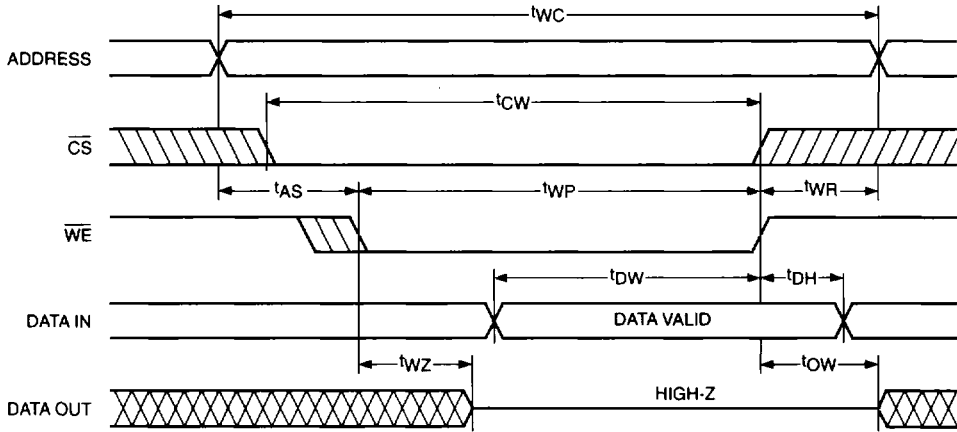 tWC
ADDRESS
tCW
CS
tAS tWP tWR
WE
tDW tDH
DATA IN DATA VALID
tWZ tOW
HIGH-Z
DATA OUT